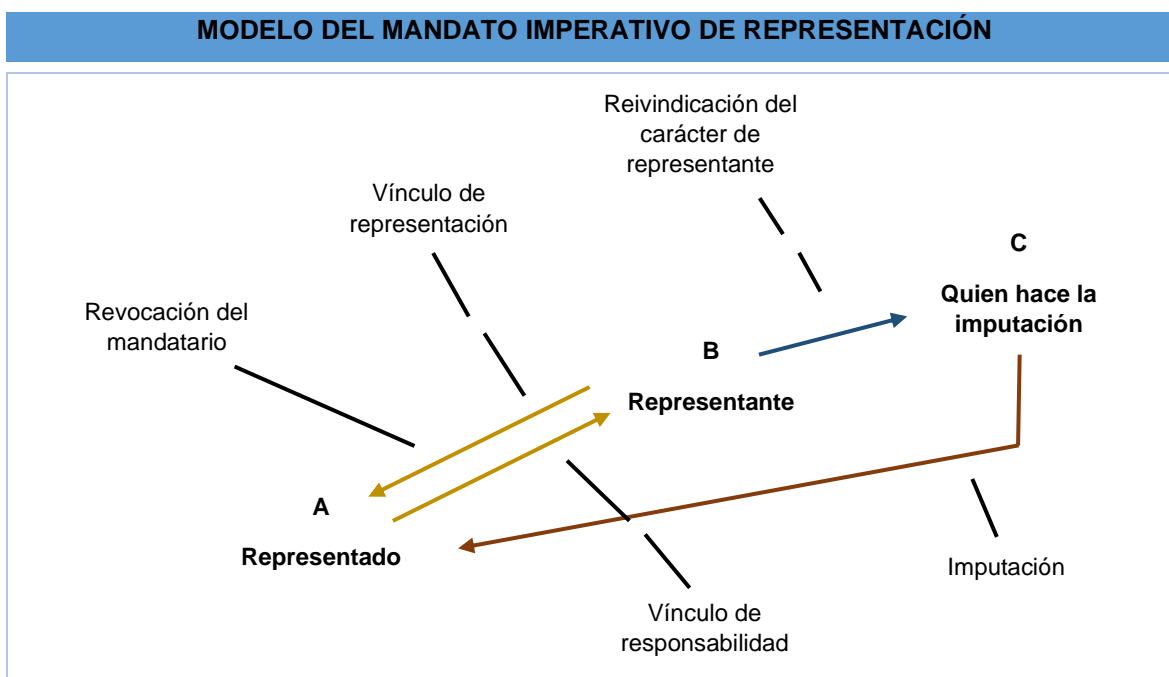 MODELO DEL MANDATO IMPERATIVO DE REPRESENTACIÓN
Reivindicación del
carácter de
representante
Vínculo de
representación
C
Quien hace la
imputación
Revocación del
mandatario
B
Representante
A
Representado
Imputación
Vínculo de
responsabilidad